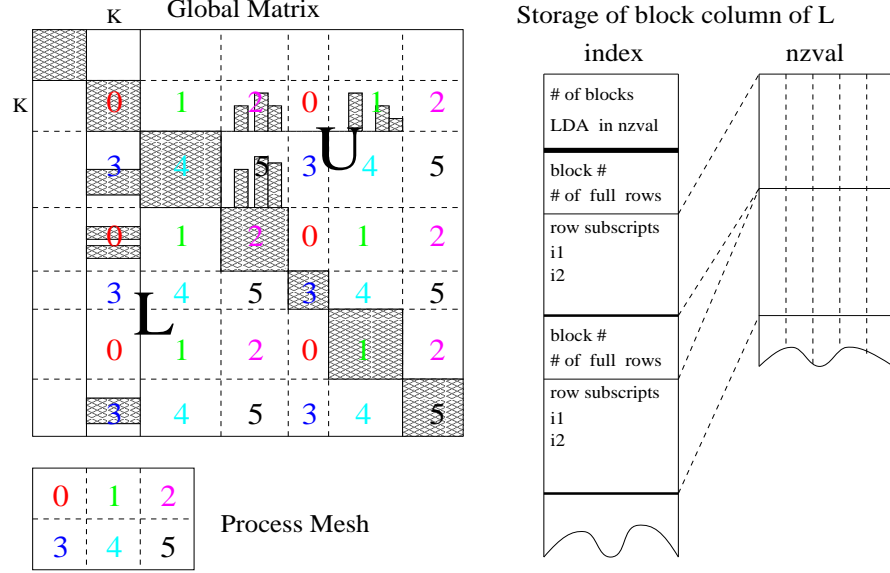 Global Matrix
K
K
0 1 2 0 1 2
U
3 4 5 3 4 5
0 1 2 0 1 2
3 4 5 3 4 5
L
0 1 2 0 1 2
3 4 5 3 4 5
0 1 2
3 4 5
Process Mesh
Storage of block column of L
index nzval
# of blocks
LDA in nzval
block #
# of full rows
row subscripts
i1
i2
block #
# of full rows
row subscripts
i1
i2